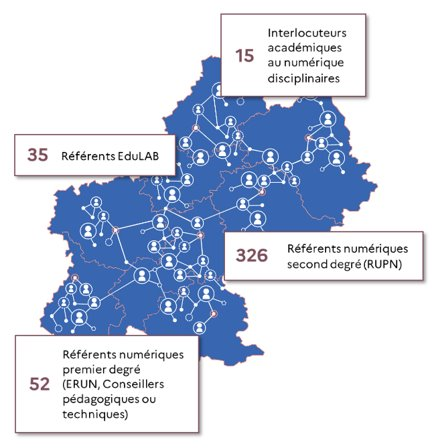 15
Interlocuteurs
académiques
au numérique
disciplinaires
35 Référents EduLAB
326
Référents numériques
second degré (RUPN)
52
Référents numériques
premier degré
(ERUN, Conseillers
pédagogiques ou
techniques)